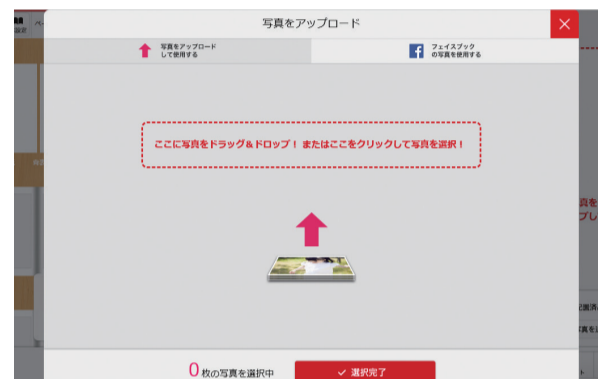 写真をアップロード
写真をアップロード
して使用する
フェイスブック
の写真を使用する
ここに写真をドラッグ＆ドロップ！ またはここをクリックして写真を選択！
0枚の写真を選択中
選択完了
真を
プし